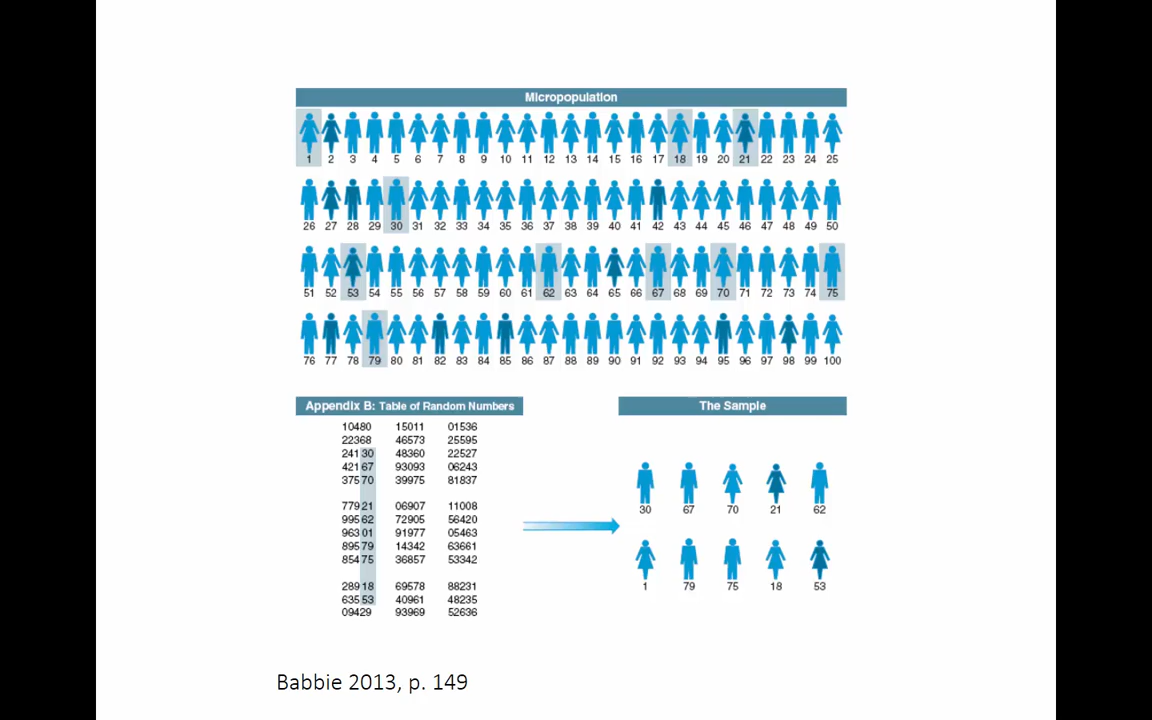 Micropopulation
1 2 3 4 5 6 7 8 9 10 11 12 13 14 15 16 17 18 19 20 21 22 23 24 25
26 27 28 29 30 31 32 33 34 35 36 37 38 39 40 41 42 43 44 45 46 47 48 49 50
51 52 53 54 55 56 57 58 59 60 61 62 63 64 65 66 67 68 69 70 71 72 73 74 75
76 77 78 79 80 81 82 83 84 85 86 87 88 89 90 91 92 93 94 95 96 97 98 99 100
Appendix B: Table of Random Numbers
10480 15011 01536
22368 46573 25595
24130 48360 22527
42167 93093 06243
37570 39975 81837
77921 06907 11008
99562 72905 56420
96301 91977 05463
89579 14342 63661
85475 36857 53342
28918 69578 88231
63553 40961 48235
09429 93969 52636
The Sample
30 67 70 21 62
1 79 75 18 53
Babbie 2013, p. 149